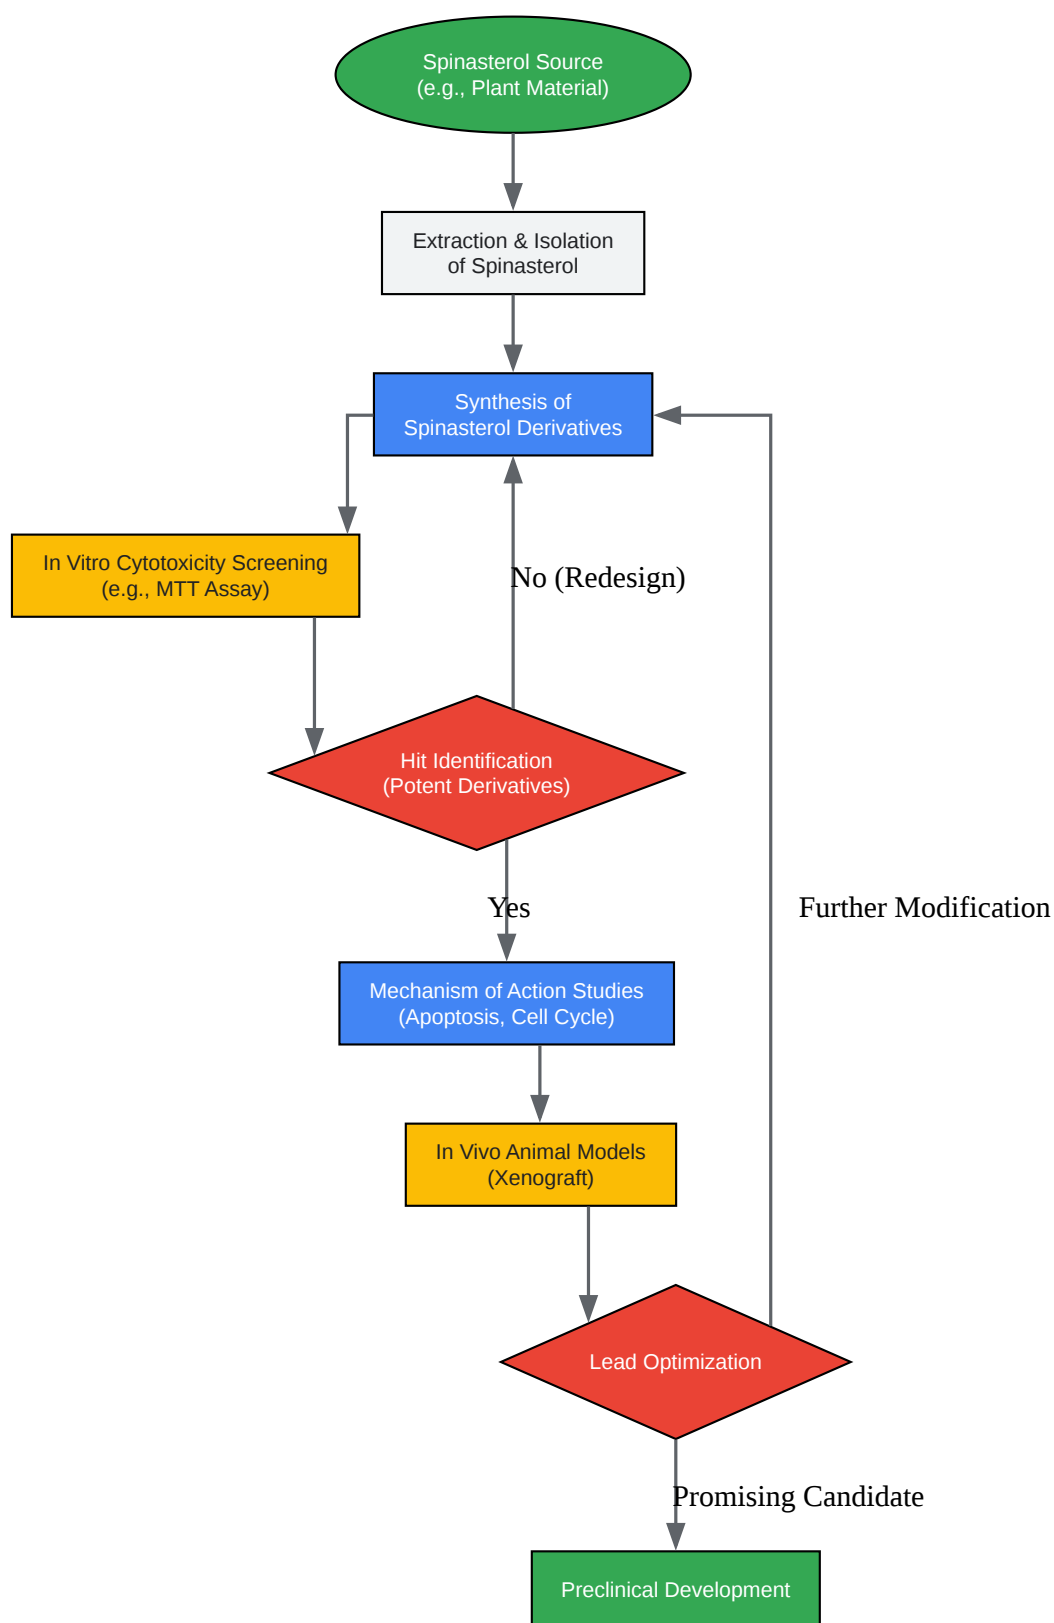 Spinasterol Source
(e.g., Plant Material)
Extraction & Isolation
of Spinasterol
Synthesis of
Spinasterol Derivatives
In Vitro Cytotoxicity Screening
(e.g., MTT Assay)
No (Redesign)
Hit Identification
(Potent Derivatives)
Yes
Further Modification
Mechanism of Action Studies
(Apoptosis, Cell Cycle)
In Vivo Animal Models
(Xenograft)
Lead Optimization
Promising Candidate
Preclinical Development